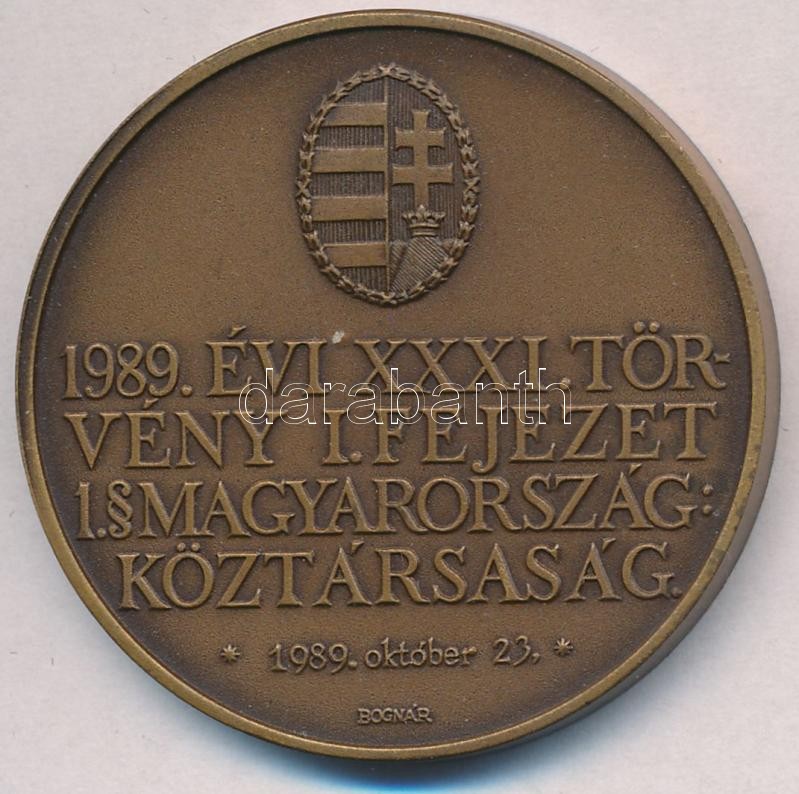 1989. ÉVI XXXI. TÖR-
darabanth
VÉNY I. FEJEZET
1.§ MAGYARORSZÁG:
KÖZTÁRSASÁG.
* 1989. október 23. *
BOGNÁR